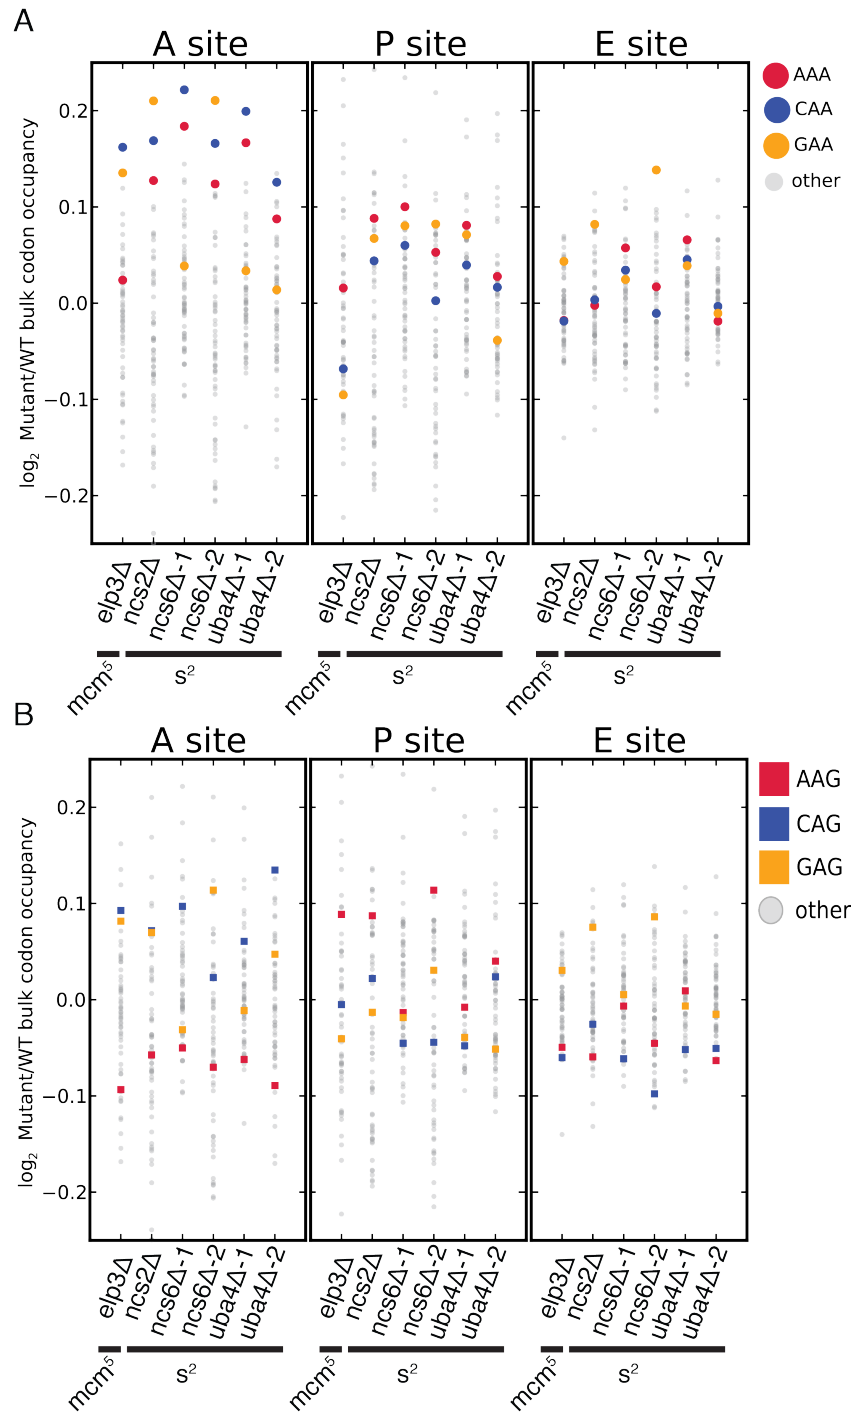 A
A site P site E site
log2 Mutant/WT bulk codon occupancy
0.2
0.1
0.0
−0.1
−0.2
AAA
CAA
GAA
other
elp3Δ ncs2Δ ncs6Δ-1 ncs6Δ-2 uba4Δ-1 uba4Δ-2
elp3Δ ncs2Δ ncs6Δ-1 ncs6Δ-2 uba4Δ-1 uba4Δ-2
elp3Δ ncs2Δ ncs6Δ-1 ncs6Δ-2 uba4Δ-1 uba4Δ-2
mcm⁵ s² mcm⁵ s² mcm⁵ s²
B
A site P site E site
log2 Mutant/WT bulk codon occupancy
0.2
0.1
0.0
−0.1
−0.2
AAG
CAG
GAG
other
elp3Δ ncs2Δ ncs6Δ-1 ncs6Δ-2 uba4Δ-1 uba4Δ-2
elp3Δ ncs2Δ ncs6Δ-1 ncs6Δ-2 uba4Δ-1 uba4Δ-2
elp3Δ ncs2Δ ncs6Δ-1 ncs6Δ-2 uba4Δ-1 uba4Δ-2
mcm⁵ s² mcm⁵ s² mcm⁵ s²